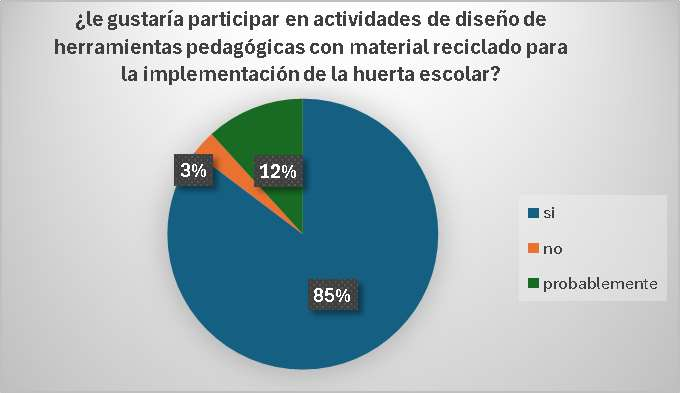 ¿le gustaría participar en actividades de diseño de
herramientas pedagógicas con material reciclado para
la implementación de la huerta escolar?
3%
12%
85%
si
no
probablemente